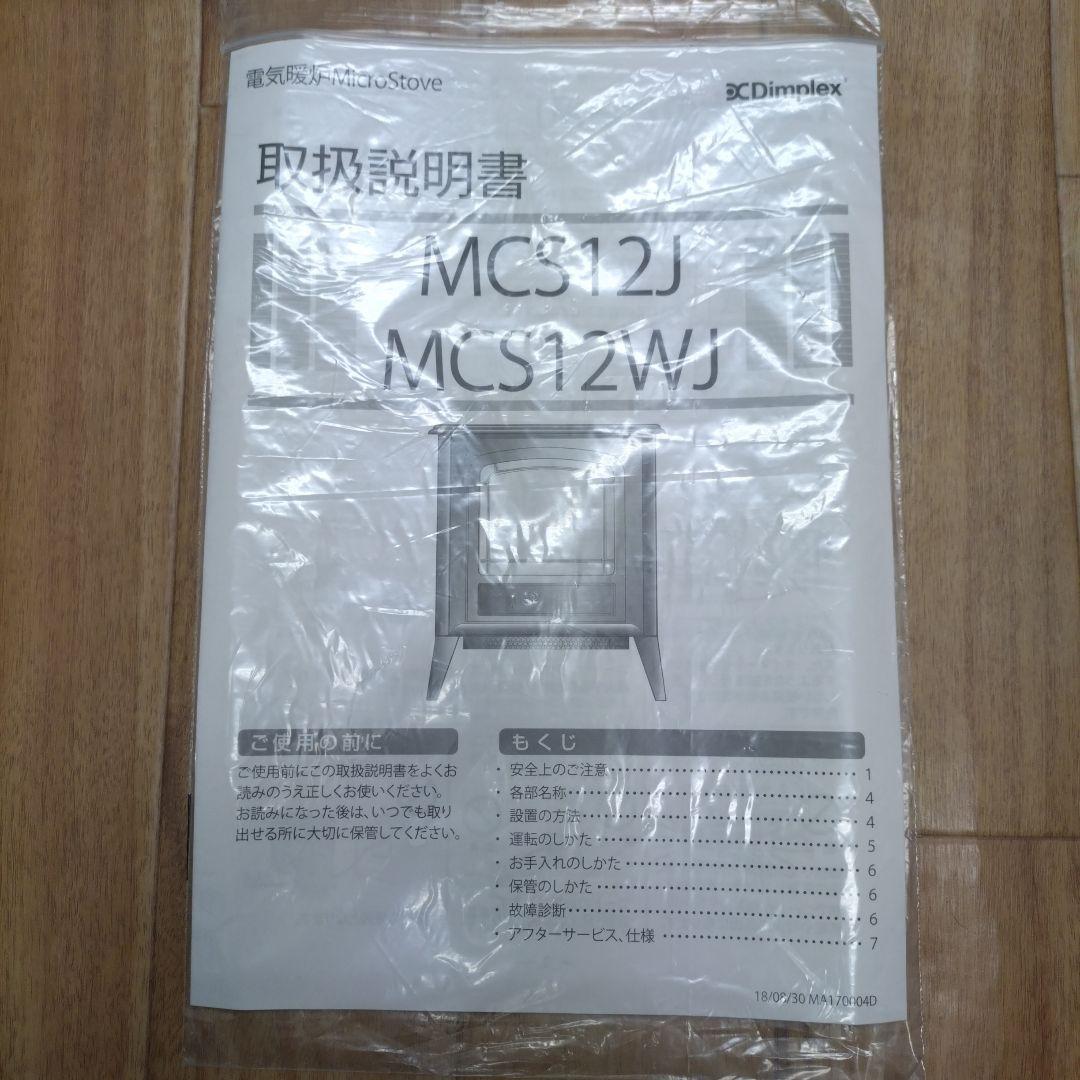 電気暖炉MicroStove
Dimplex
取扱説明書
MCS12J
MCS12WJ
ご使用の前に
ご使用前にこの取扱説明書をよくお
読みのうえ正しくお使いください。
お読みになった後は、いつでも取り
出せる所に大切に保管してください。
もくじ
・安全上のご注意 1
・各部名称 4
・設置の方法 4
・運転のしかた 5
・お手入れのしかた 6
・保管のしかた 6
・故障診断 6
・アフターサービス、仕様 7
18/08/30 MA170004D